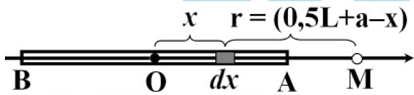 x r = (0,5L+a–x)
B O dx A M